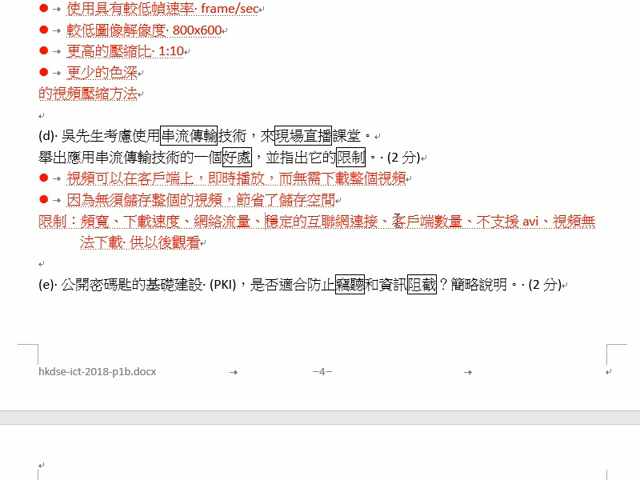 使用具有較低幀速率 frame/sec
較低圖像解像度 800x600
更高的壓縮比 1:10
更少的色深
的視頻壓縮方法
(d) 吳先生考慮使用串流傳輸技術，來現場直播課堂。
舉出應用串流傳輸技術的一個好處，並指出它的限制。 (2 分)
視頻可以在客戶端上，即時播放，而無需下載整個視頻
因為無須儲存整個的視頻，節省了儲存空間
限制：頻寬、下載速度、網絡流量、穩定的互聯網連接、客戶端數量、不支援 avi、視頻無
法下載 供以後觀看
(e) 公開密碼匙的基礎建設 (PKI)，是否適合防止竊聽和資訊阻截？簡略說明。 (2 分)
hkdse-ict-2018-p1b.docx –4–